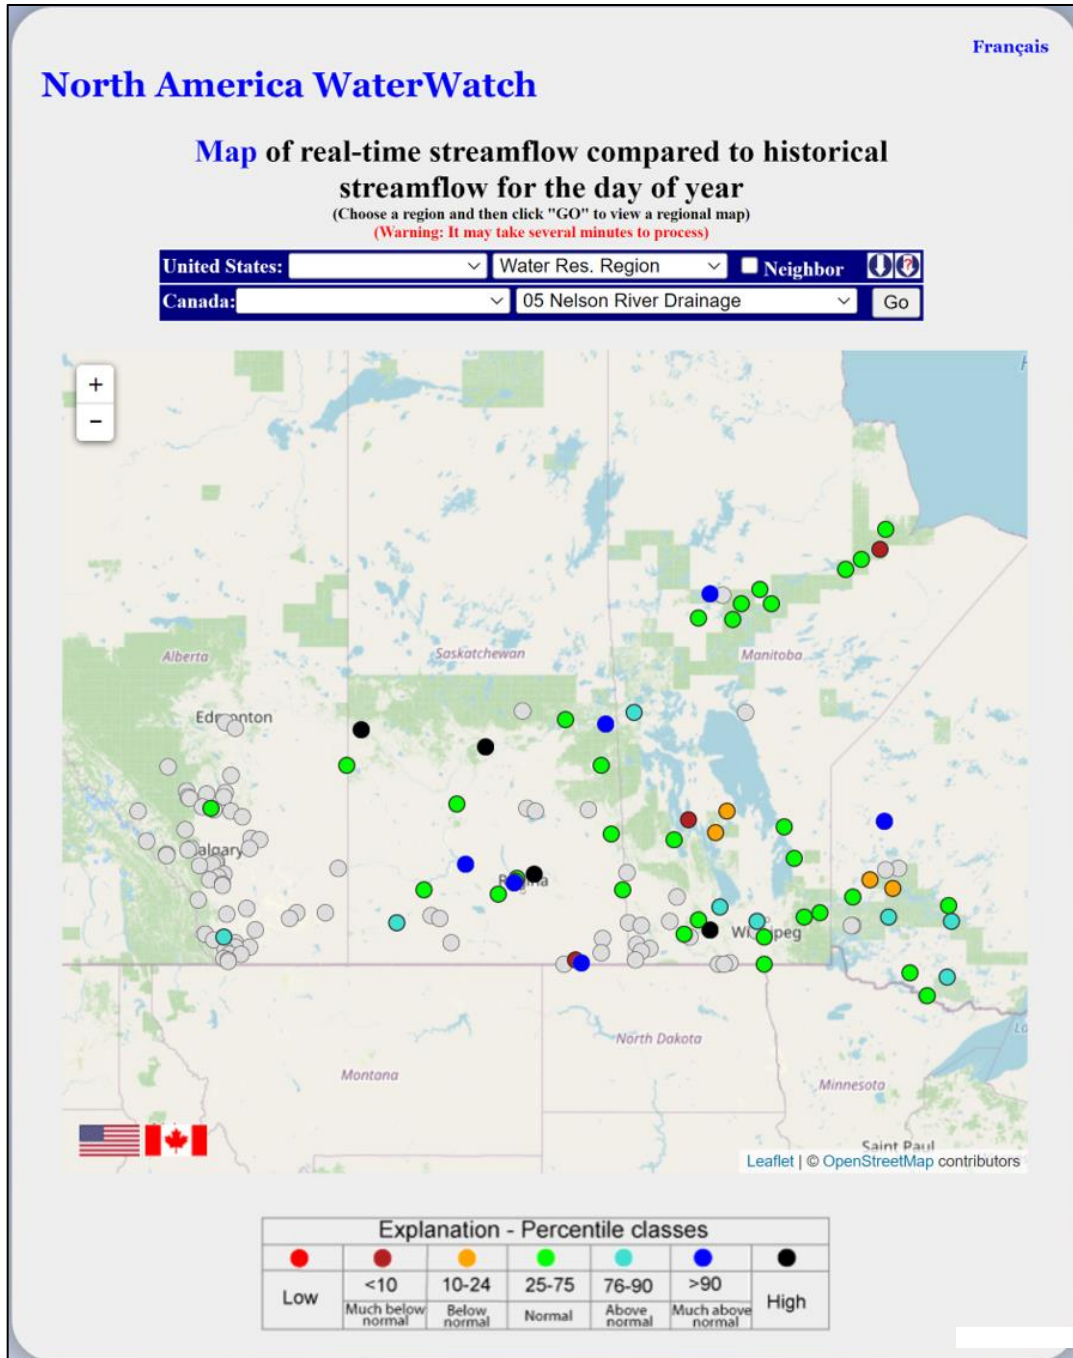 Français
North America WaterWatch
Map of real-time streamflow compared to historical
streamflow for the day of year
(Choose a region and then click "GO" to view a regional map)
(Warning: It may take several minutes to process)
United States: Water Res. Region Neighbor ?
Canada: 05 Nelson River Drainage Go
+
−
Alberta
Saskatchewan
Manitoba
Edmonton
Calgary
Regina
Winnipeg
North Dakota
Montana
Minnesota
Saint Paul
Leaflet | © OpenStreetMap contributors
Explanation - Percentile classes
Low <10 10-24 25-75 76-90 >90 High
Much below normal Below normal Normal Above normal Much above normal